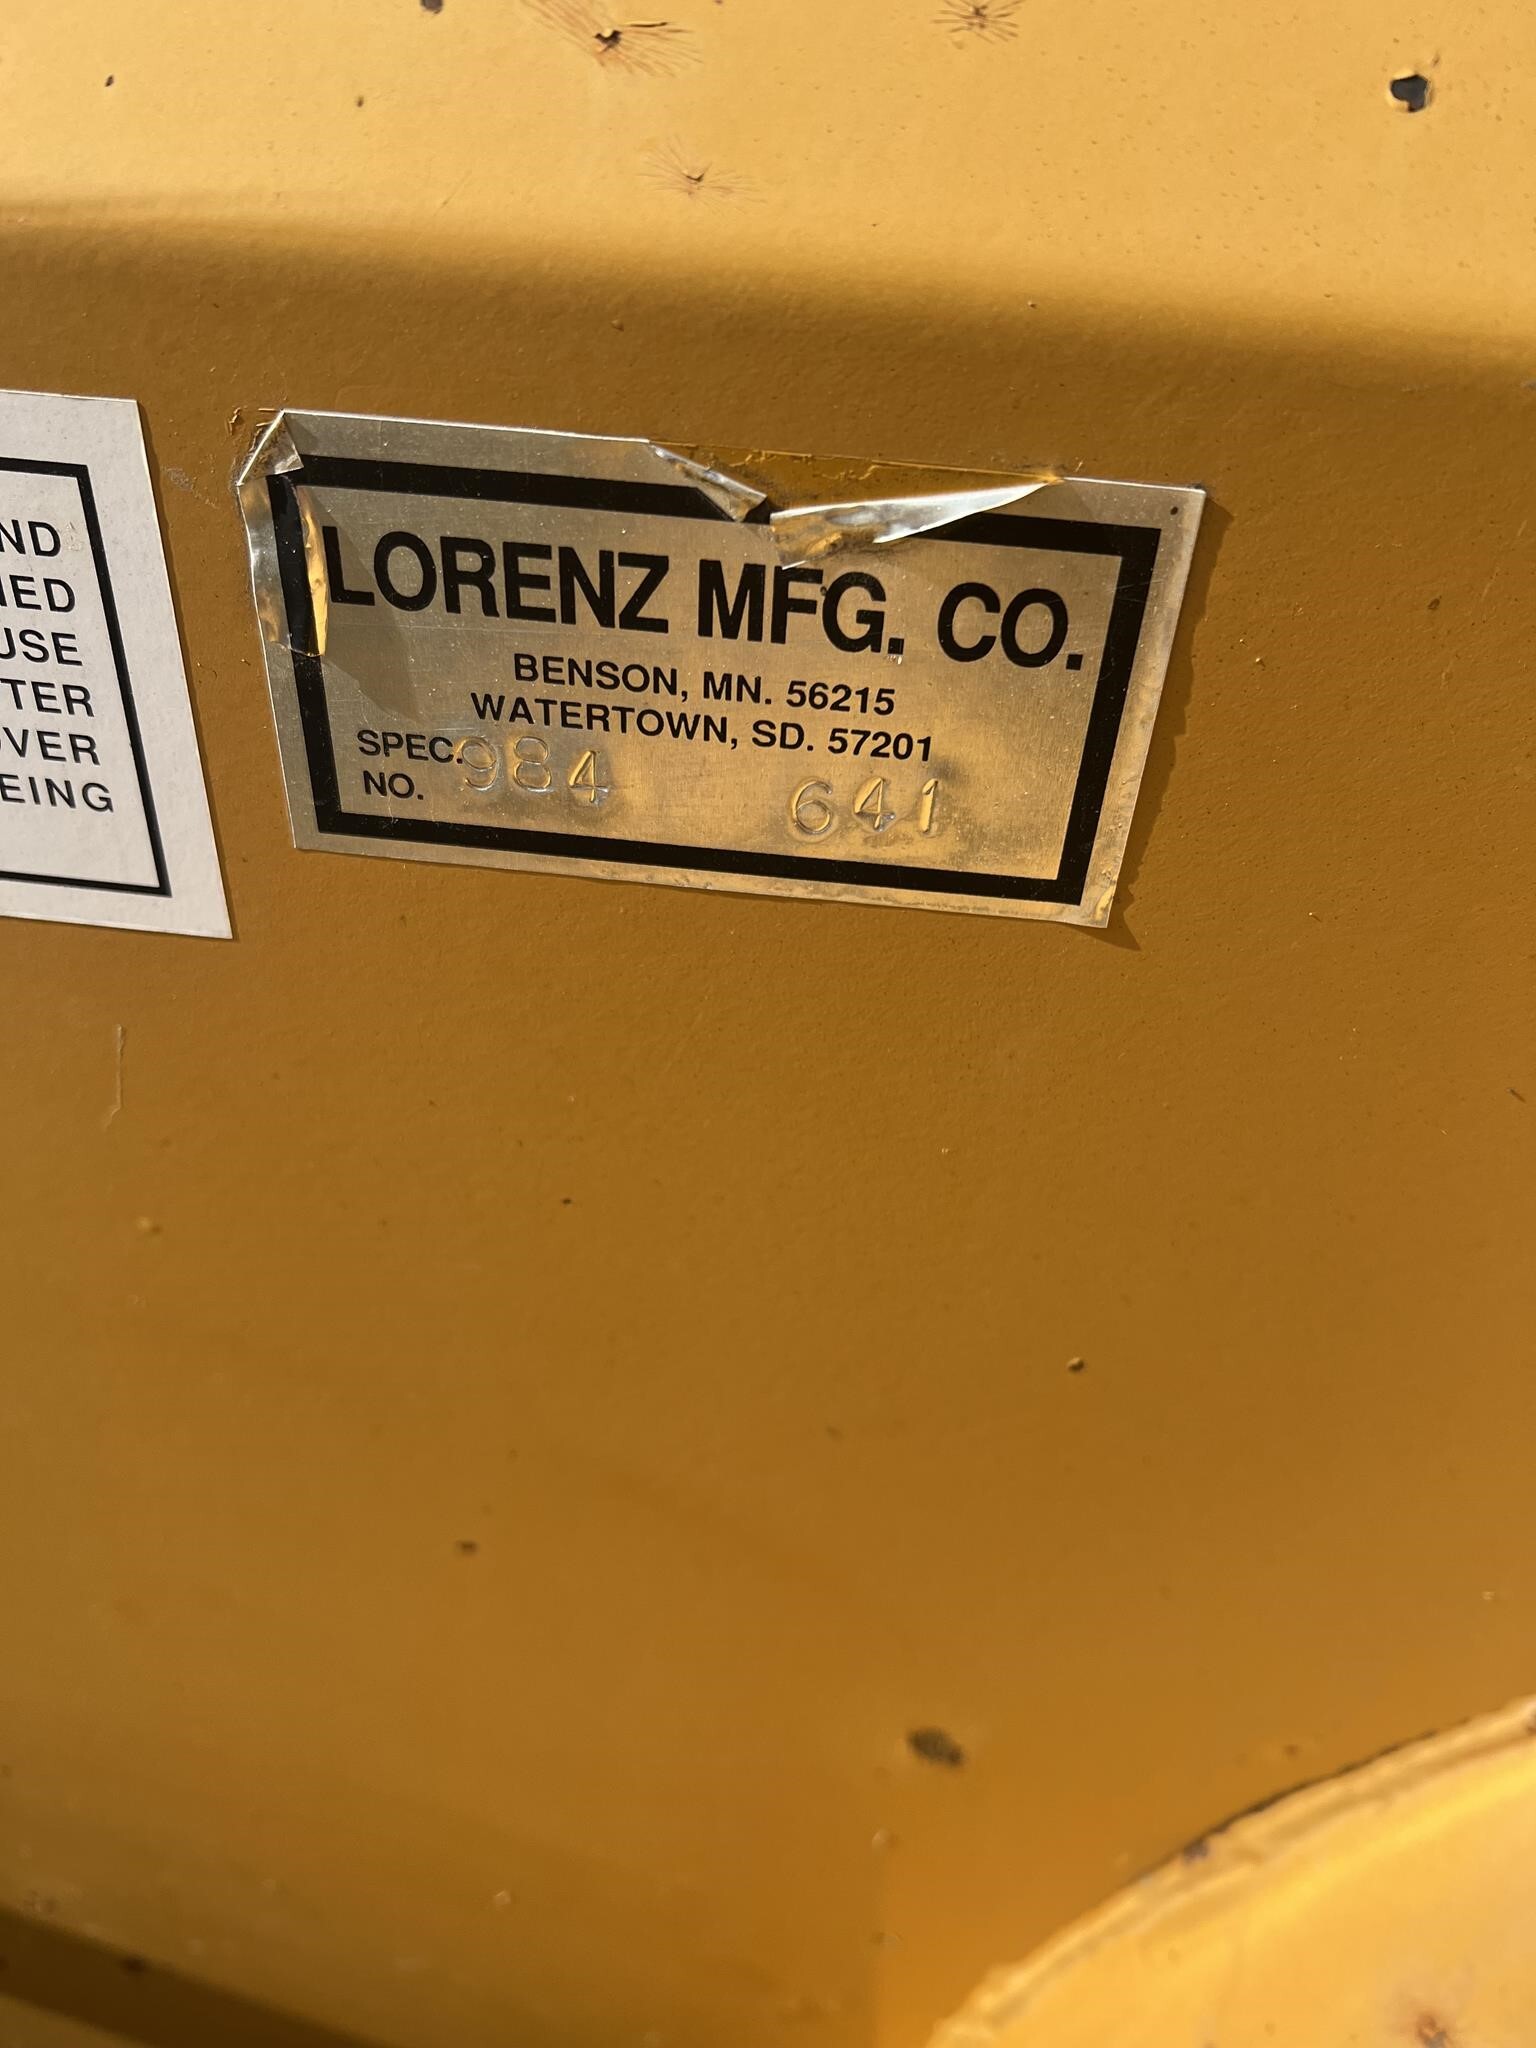 ND
IED
USE
TER
OVER
EING
LORENZ MFG. CO.
BENSON, MN. 56215
WATERTOWN, SD. 57201
SPEC. 984 641
NO.